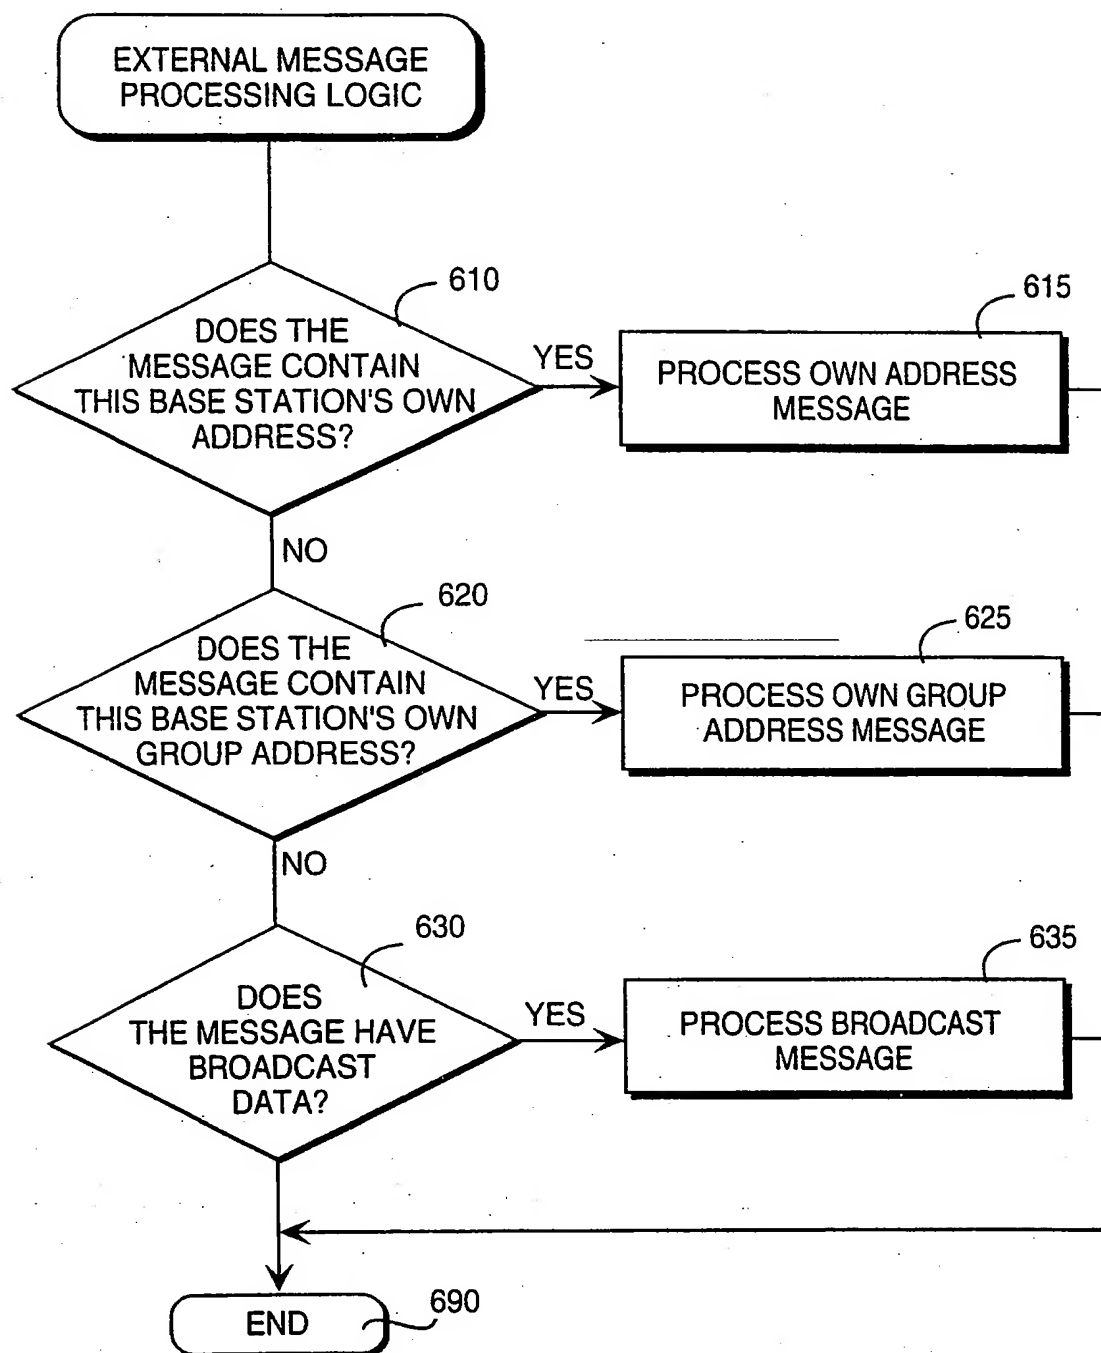 EXTERNAL MESSAGE
PROCESSING LOGIC
610
DOES THE
MESSAGE CONTAIN
THIS BASE STATION'S OWN
ADDRESS?
YES
615
PROCESS OWN ADDRESS
MESSAGE
NO
620
DOES THE
MESSAGE CONTAIN
THIS BASE STATION'S OWN
GROUP ADDRESS?
YES
625
PROCESS OWN GROUP
ADDRESS MESSAGE
NO
630
DOES
THE MESSAGE HAVE
BROADCAST
DATA?
YES
635
PROCESS BROADCAST
MESSAGE
END
690